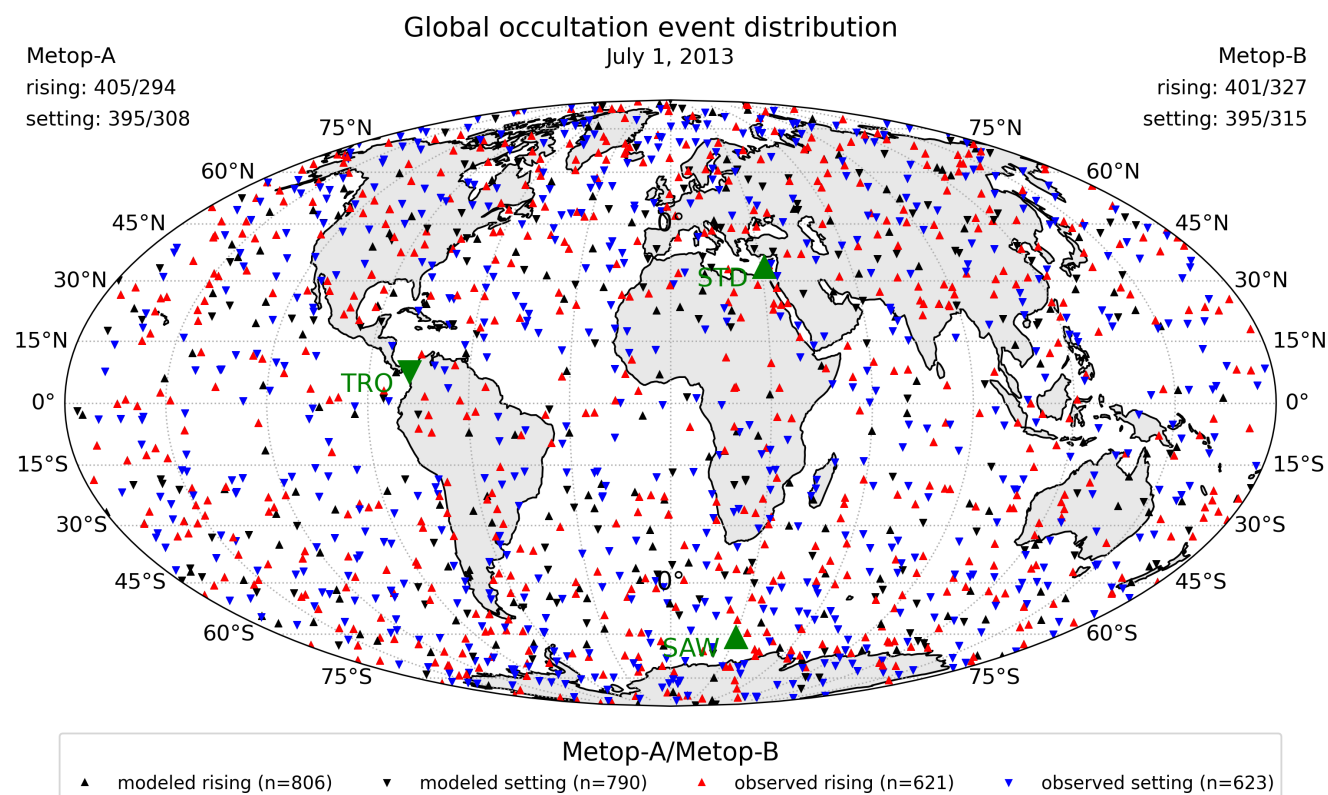 Global occultation event distribution
July 1, 2013
Metop-A
rising: 405/294
setting: 395/308
Metop-B
rising: 401/327
setting: 395/315
75°N 75°N
60°N 60°N
45°N 0° 45°N
30°N STD 30°N
15°N 15°N
TRO
0° 0°
15°S 15°S
30°S 30°S
45°S 0° 45°S
60°S 60°S
SAW
75°S 75°S
Metop-A/Metop-B
modeled rising (n=806) modeled setting (n=790) observed rising (n=621) observed setting (n=623)